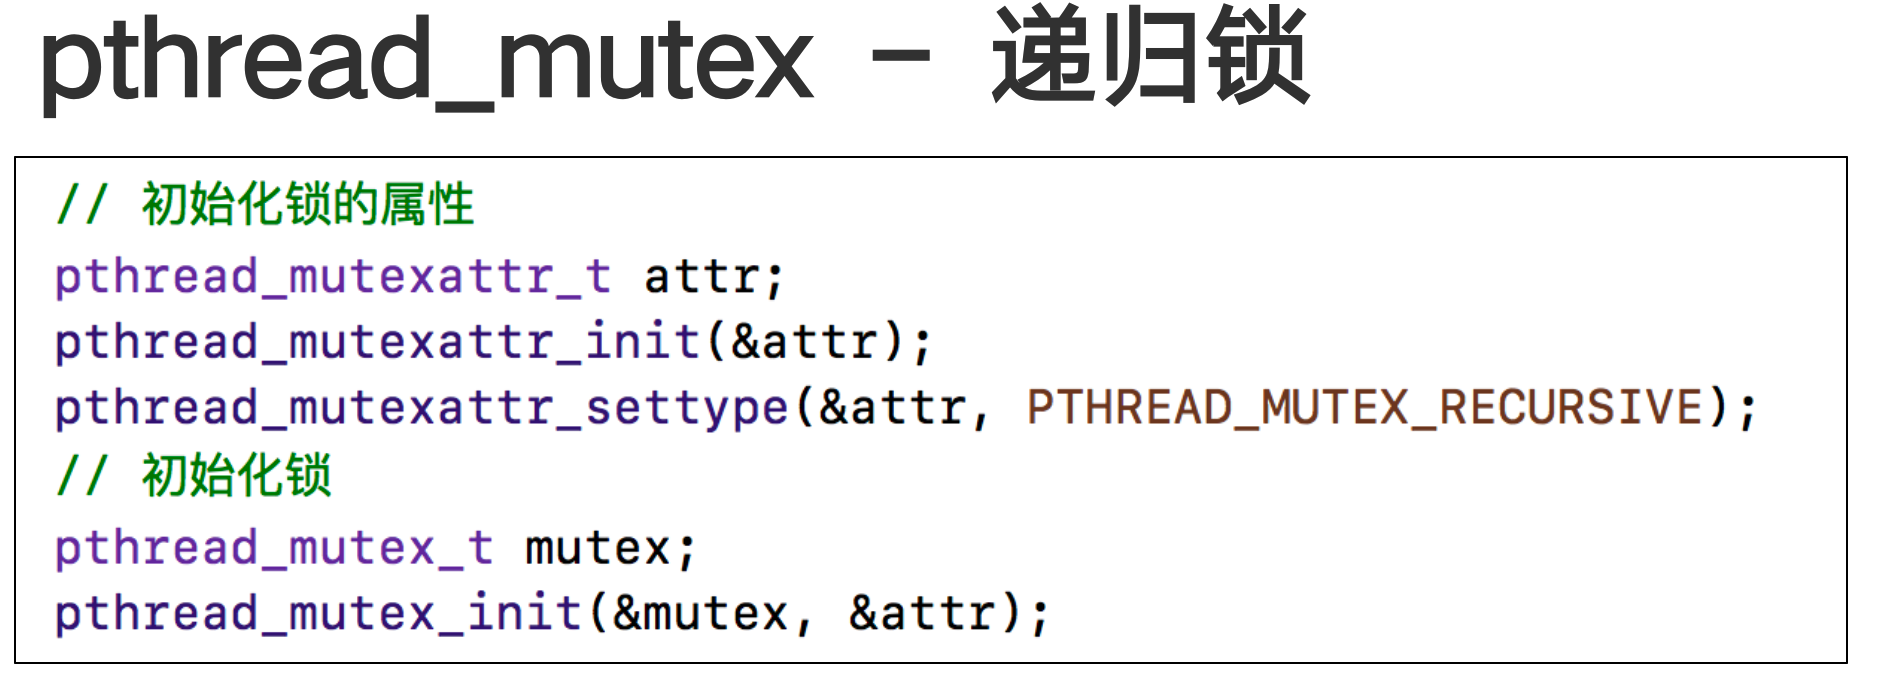 pthread_mutex – 递归锁
// 初始化锁的属性
pthread_mutexattr_t attr;
pthread_mutexattr_init(&attr);
pthread_mutexattr_settype(&attr, PTHREAD_MUTEX_RECURSIVE);
// 初始化锁
pthread_mutex_t mutex;
pthread_mutex_init(&mutex, &attr);